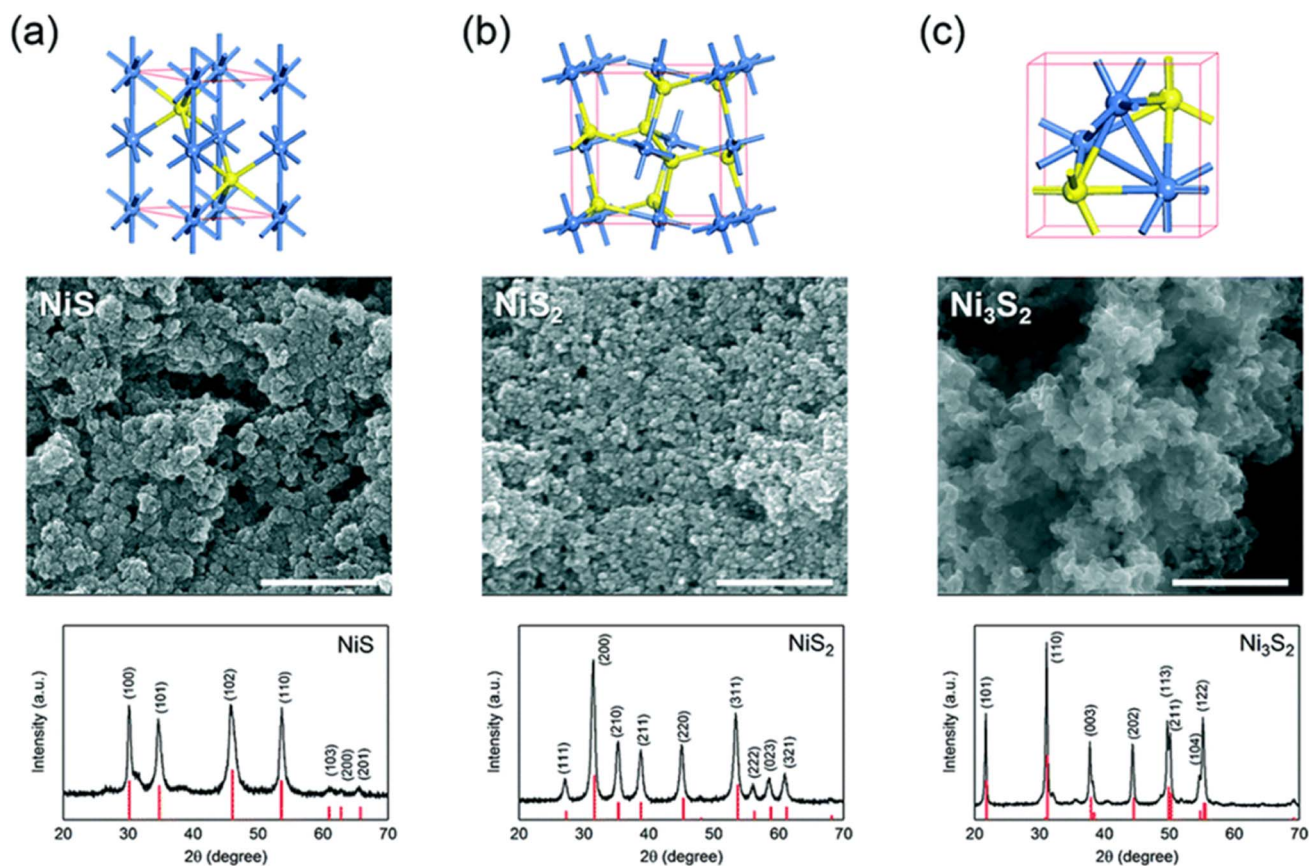 (a) (b) (c)
NiS NiS₂ Ni₃S₂
NiS
(100)
(101)
(102)
(110)
(103)
(200)
(201)
Intensity (a.u.)
20 30 40 50 60 70
2θ (degree)
NiS₂
(111)
(200)
(210)
(211)
(220)
(311)
(222)
(023)
(321)
Intensity (a.u.)
20 30 40 50 60 70
2θ (degree)
Ni₃S₂
(101)
(110)
(003)
(202)
(113)
(211)
(104)
(122)
Intensity (a.u.)
20 30 40 50 60 70
2θ (degree)